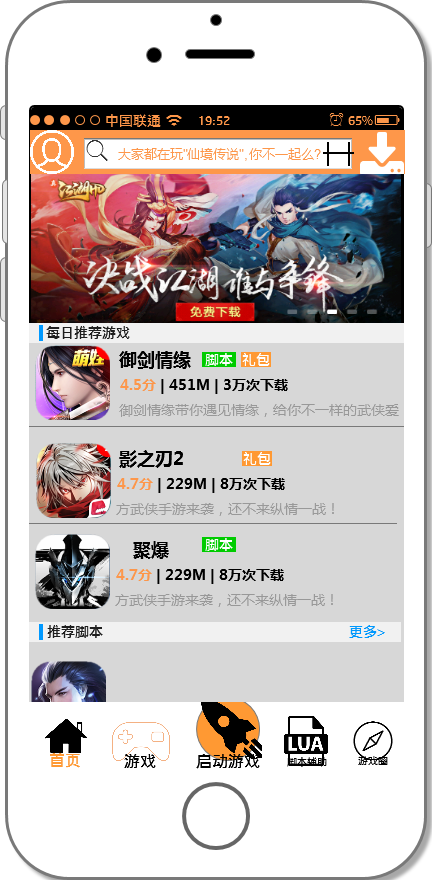 中国联通 19:52 65%
大家都在玩"仙境传说",你不一起么?
江湖HD
决战江湖 谁与争锋
免费下载
每日推荐游戏
萌妖
御剑情缘 脚本 礼包
4.5分 | 451M | 3万次下载
御剑情缘带你遇见情缘，给你不一样的武侠爱
影之刃2 礼包
4.7分 | 229M | 8万次下载
方武侠手游来袭，还不来纵情一战！
聚爆 脚本
4.7分 | 229M | 8万次下载
方武侠手游来袭，还不来纵情一战！
推荐脚本 更多>
LUA
首页 游戏 启动游戏 脚本辅助 游戏圈